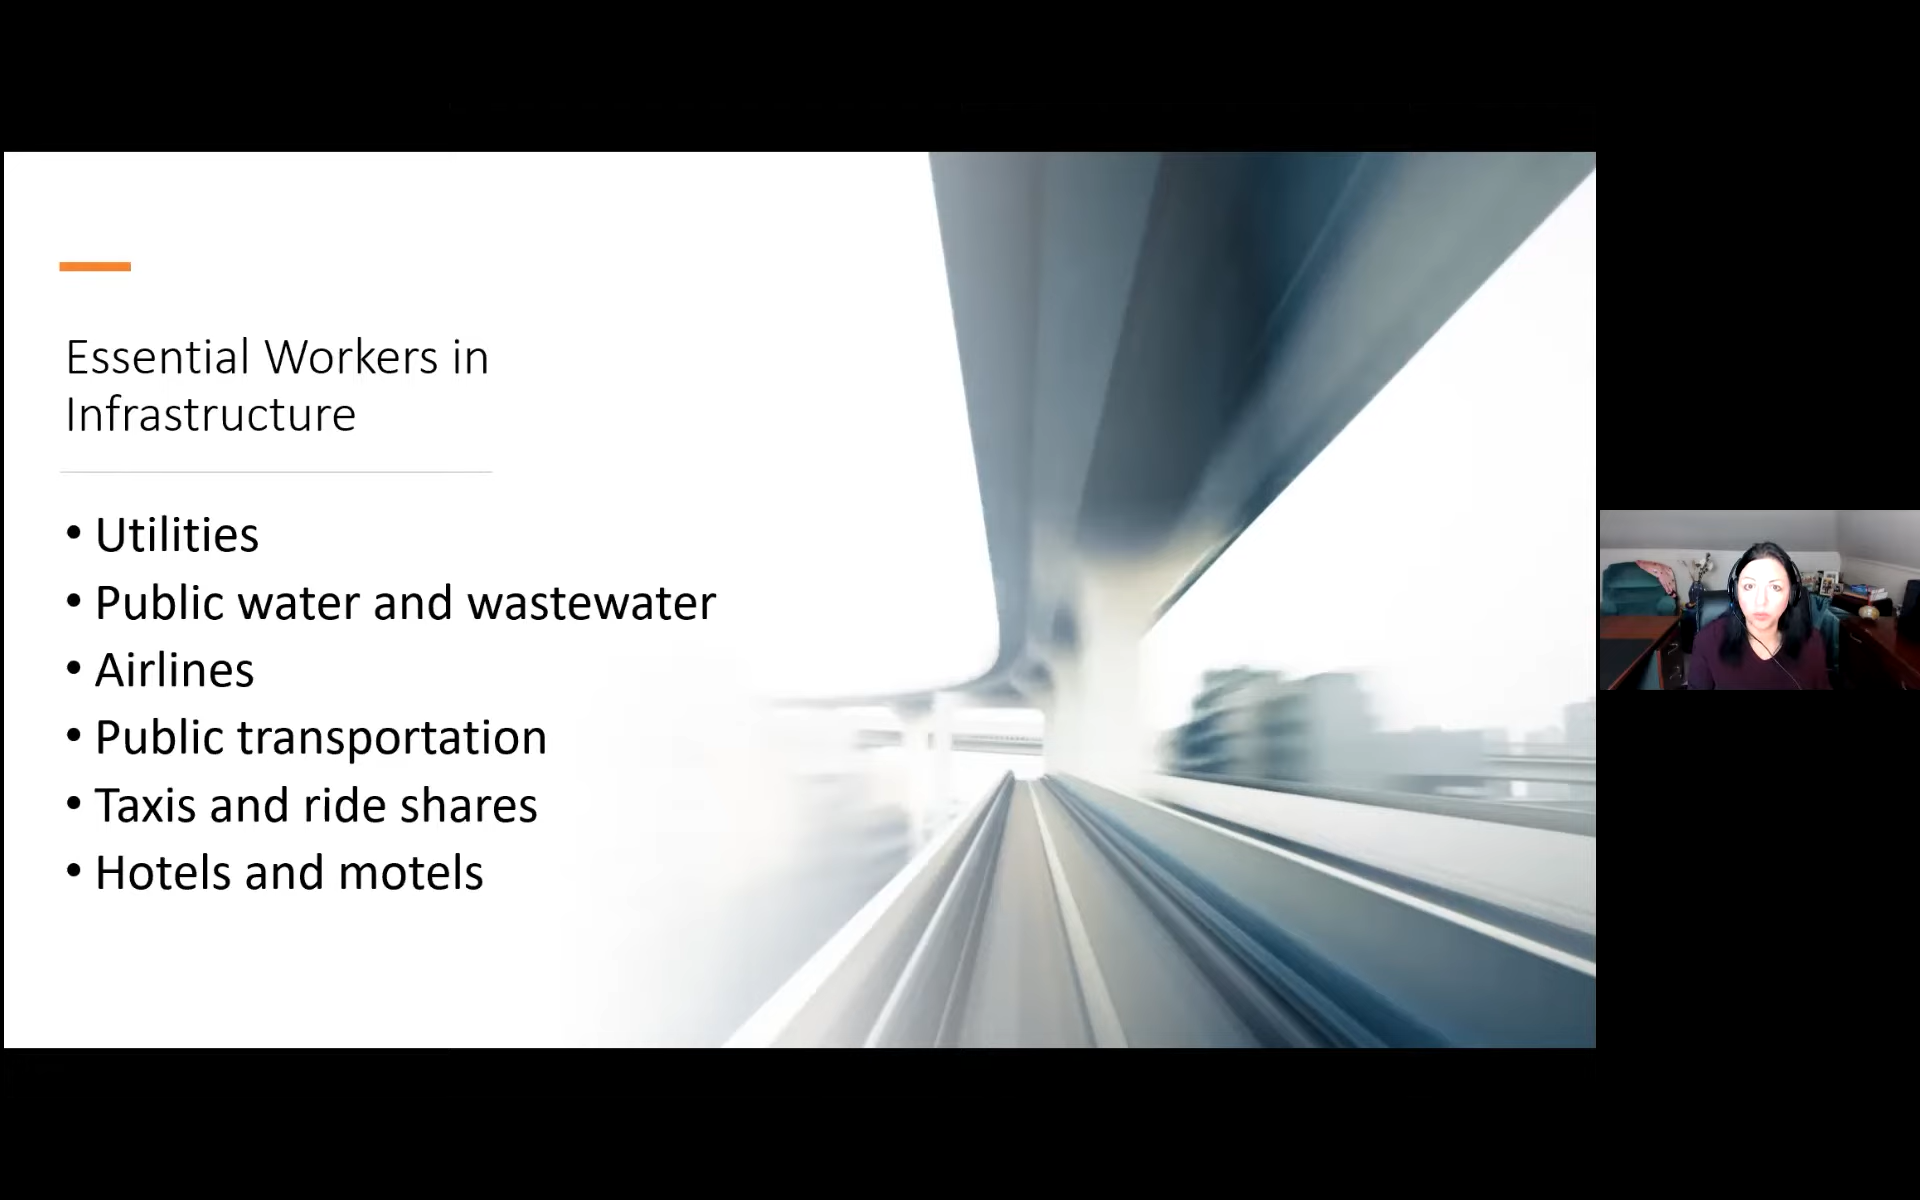 Essential Workers in
Infrastructure
• Utilities
• Public water and wastewater
• Airlines
• Public transportation
• Taxis and ride shares
• Hotels and motels